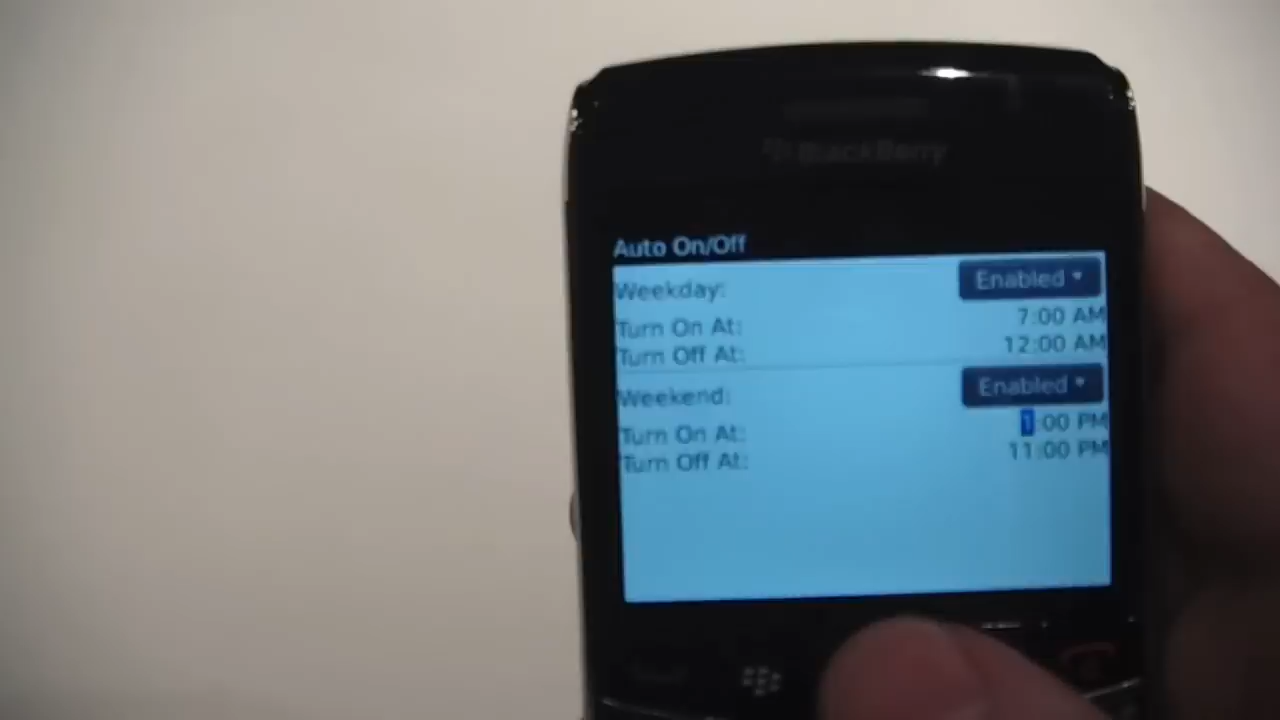 BlackBerry
Auto On/Off
Weekday: Enabled
Turn On At: 7:00 AM
Turn Off At: 12:00 AM
Weekend: Enabled
Turn On At: 1:00 PM
Turn Off At: 11:00 PM